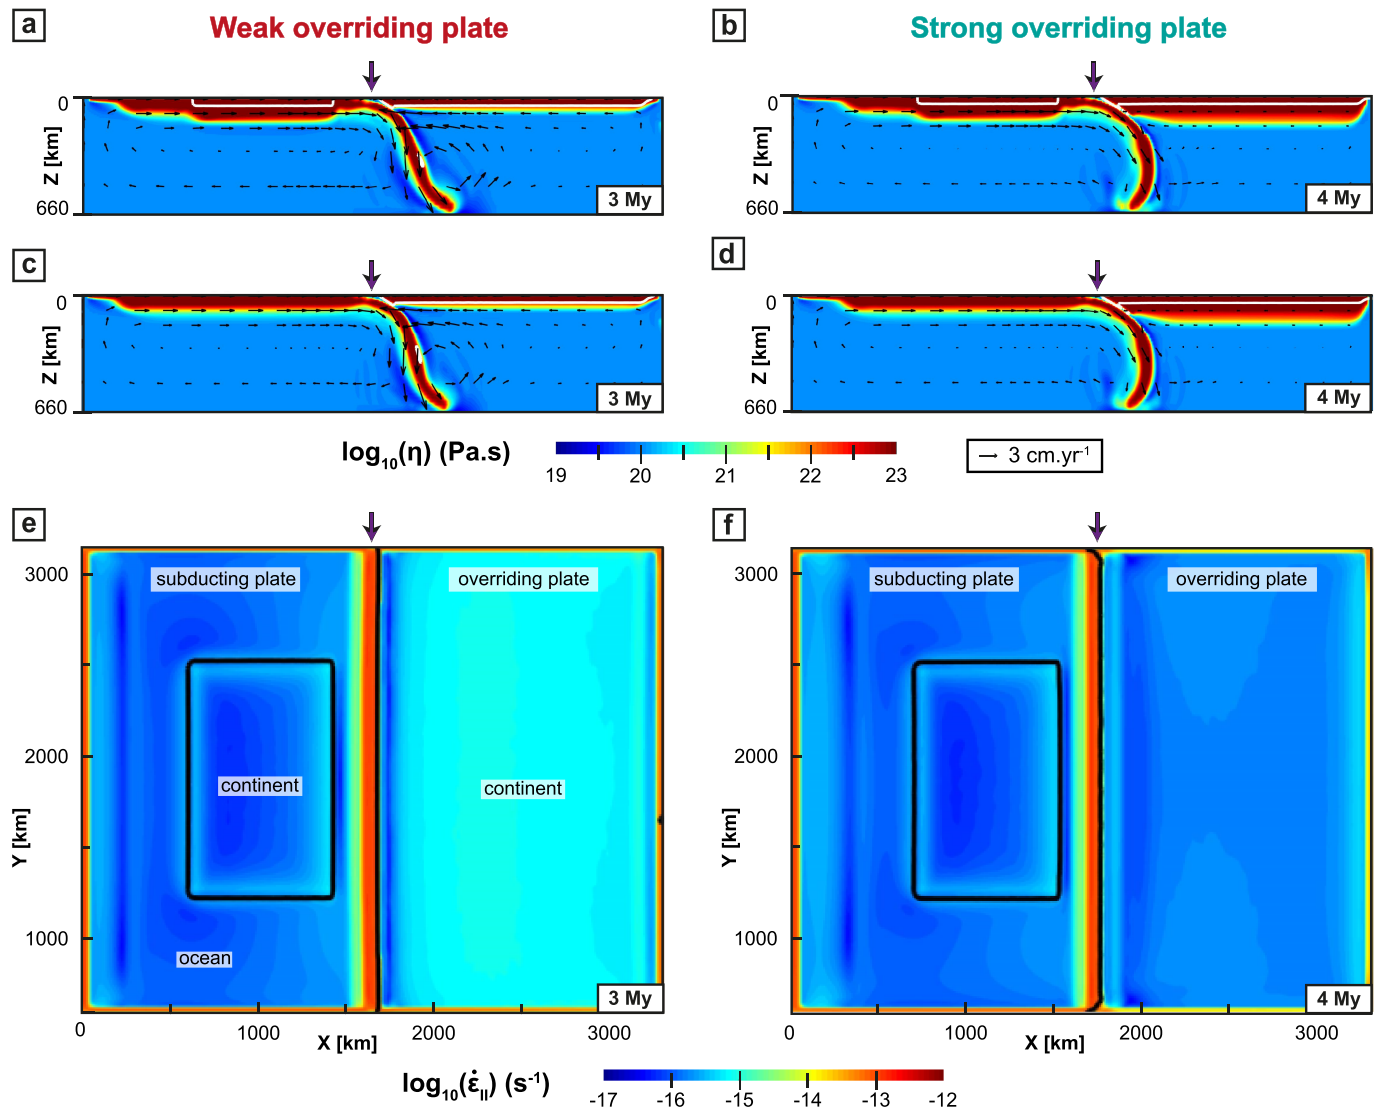 a
Weak overriding plate
b
Strong overriding plate
0
Z [km]
660
3 My
0
Z [km]
660
4 My
c
d
0
Z [km]
660
3 My
0
Z [km]
660
4 My
log10(η) (Pa.s)
19 20 21 22 23
3 cm.yr-1
e
f
subducting plate
overriding plate
3000
2000
1000
Y [km]
continent
continent
ocean
3 My
0 1000 2000 3000
X [km]
subducting plate
overriding plate
3000
2000
1000
Y [km]
4 My
0 1000 2000 3000
X [km]
log10(ε̇II) (s-1)
-17 -16 -15 -14 -13 -12